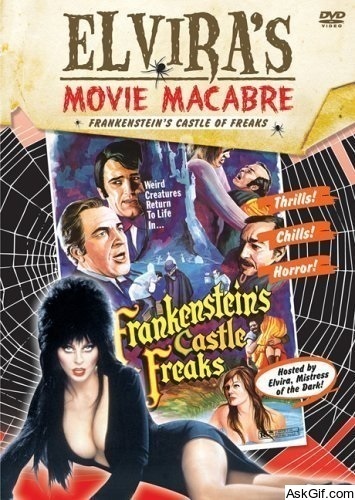 DVD
VIDEO
ELVIRA'S
MOVIE MACABRE
FRANKENSTEIN'S CASTLE OF FREAKS
Weird
Creatures
Return
To Life
In...
Thrills!
Chills!
Horror!
Frankenstein's
Castle
Freaks
Hosted by
Elvira, Mistress
of the Dark!
AskGif.com